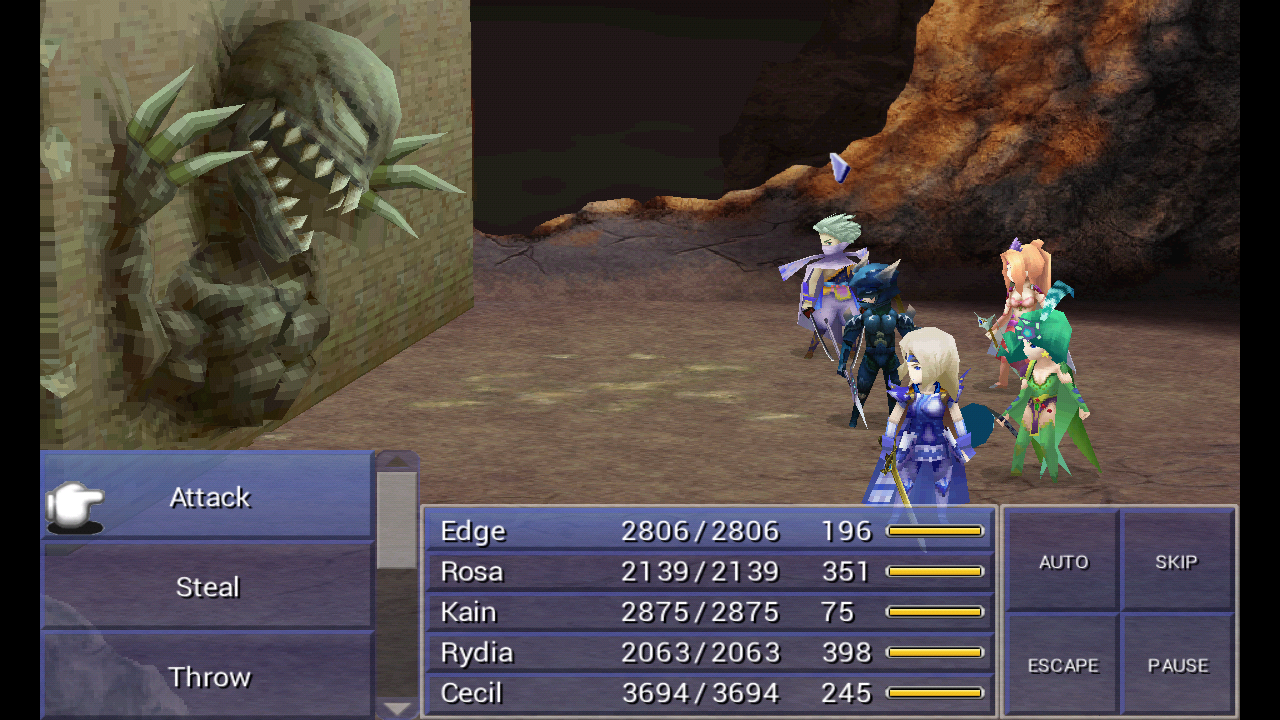 Attack
Steal
Throw
Edge 2806/2806 196
Rosa 2139/2139 351
Kain 2875/2875 75
Rydia 2063/2063 398
Cecil 3694/3694 245
AUTO SKIP
ESCAPE PAUSE